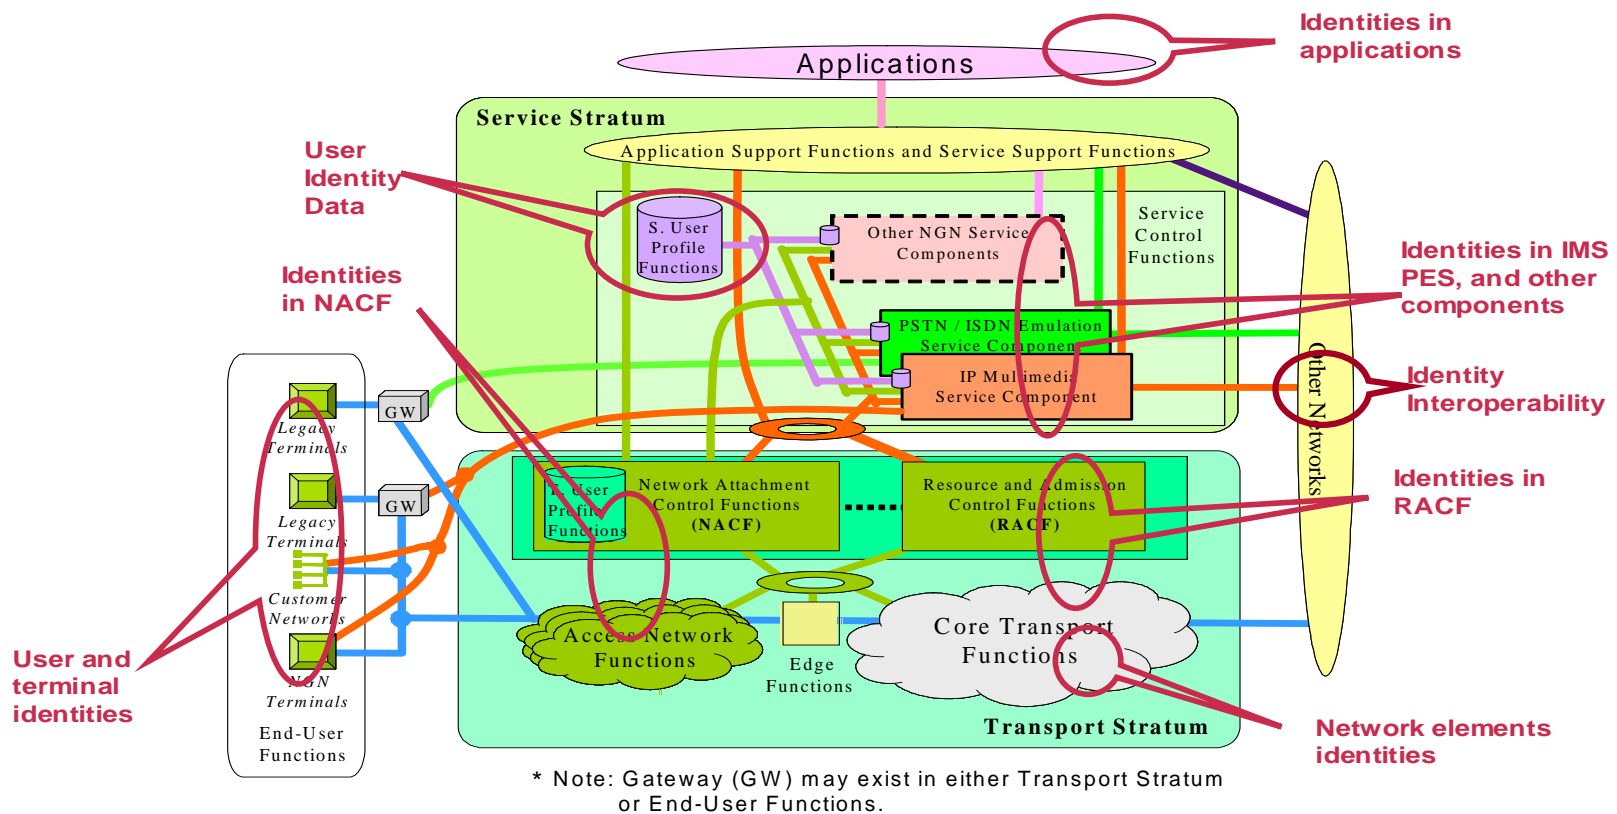 Identities in
applications
Applications
Service Stratum
User
Identity
Data
Application Support Functions and Service Support Functions
S. User
Profile
Functions
Other NGN Service
Components
Service
Control
Functions
Identities in IMS
PES, and other
components
Identities
in NACF
PSTN / ISDN Emulation
Service Component
IP Multimedia
Service Component
Other Networks
Identity
Interoperability
GW
Legacy
Terminals
GW
Legacy
Terminals
Customer
Networks
NGN
Terminals
End-User
Functions
User and
terminal
identities
T. User
Profile
Functions
Network Attachment
Control Functions
(NACF)
Resource and Admission
Control Functions
(RACF)
Identities in
RACF
Access Network
Functions
Edge
Functions
Core Transport
Functions
Transport Stratum
Network elements
identities
* Note: Gateway (GW) may exist in either Transport Stratum
or End-User Functions.